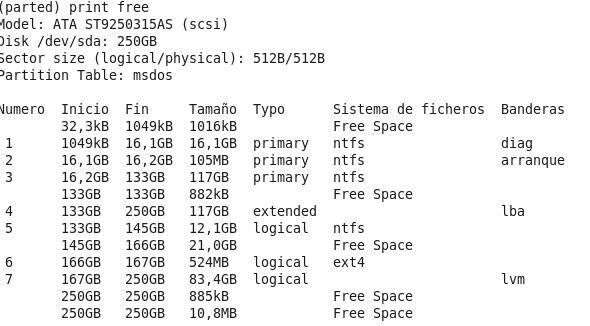 (parted) print free
Model: ATA ST9250315AS (scsi)
Disk /dev/sda: 250GB
Sector size (logical/physical): 512B/512B
Partition Table: msdos
Numero Inicio Fin Tamaño Typo Sistema de ficheros Banderas
32,3kB 1049kB 1016kB Free Space
1 1049kB 16,1GB 16,1GB primary ntfs diag
2 16,1GB 16,2GB 105MB primary ntfs arranque
3 16,2GB 133GB 117GB primary ntfs
133GB 133GB 882kB Free Space
4 133GB 250GB 117GB extended lba
5 133GB 145GB 12,1GB logical ntfs
145GB 166GB 21,0GB Free Space
6 166GB 167GB 524MB logical ext4
7 167GB 250GB 83,4GB logical lvm
250GB 250GB 885kB Free Space
250GB 250GB 10,8MB Free Space